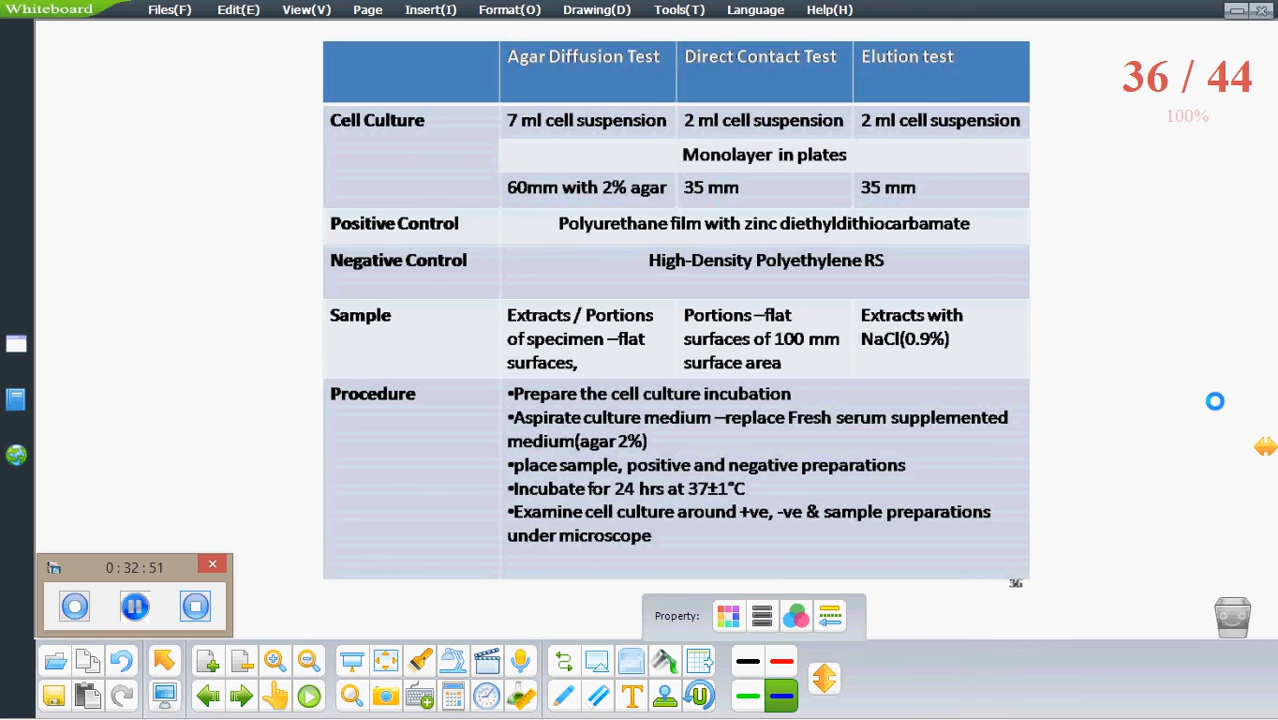 Whiteboard Files(F) Edit(E) View(V) Page Insert(I) Format(O) Drawing(D) Tools(T) Language Help(H)
36 / 44
100%
Agar Diffusion Test Direct Contact Test Elution test
Cell Culture 7 ml cell suspension 2 ml cell suspension 2 ml cell suspension
Monolayer in plates
60mm with 2% agar 35 mm 35 mm
Positive Control Polyurethane film with zinc diethyldithiocarbamate
Negative Control High-Density Polyethylene RS
Sample Extracts / Portions Portions –flat Extracts with
of specimen –flat surfaces of 100 mm NaCl(0.9%)
surfaces, surface area
Procedure •Prepare the cell culture incubation
•Aspirate culture medium –replace Fresh serum supplemented
medium(agar 2%)
•place sample, positive and negative preparations
•Incubate for 24 hrs at 37±1°C
•Examine cell culture around +ve, -ve & sample preparations
under microscope
36
0:32:51
Property: